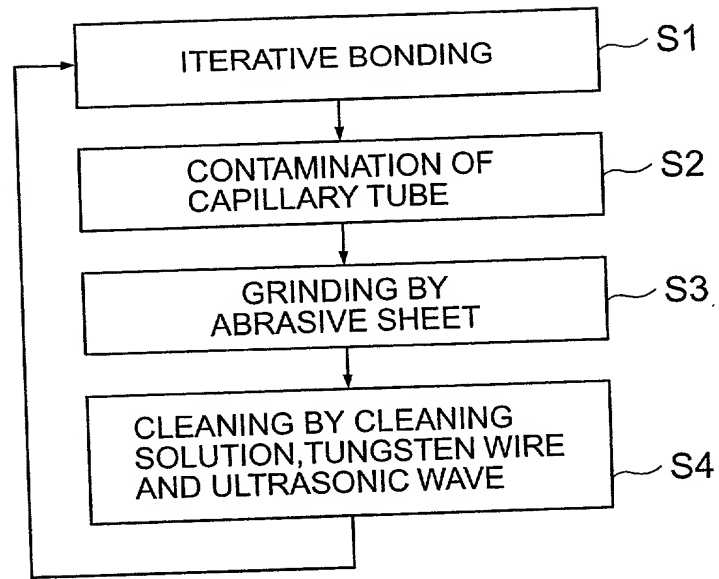 ITERATIVE BONDING
S1
CONTAMINATION OF
CAPILLARY TUBE
S2
GRINDING BY
ABRASIVE SHEET
S3
CLEANING BY CLEANING
SOLUTION,TUNGSTEN WIRE
AND ULTRASONIC WAVE
S4